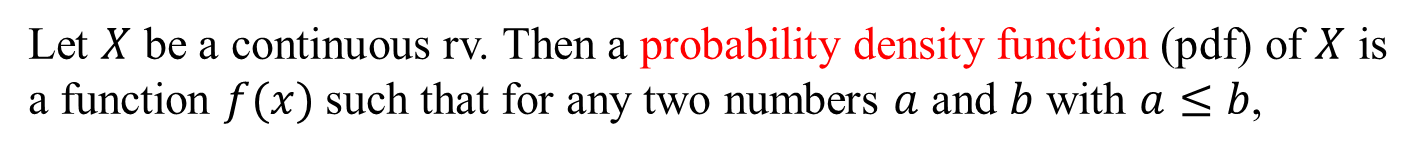 Let X be a continuous rv. Then a probability density function (pdf) of X is
a function f(x) such that for any two numbers a and b with a ≤ b,